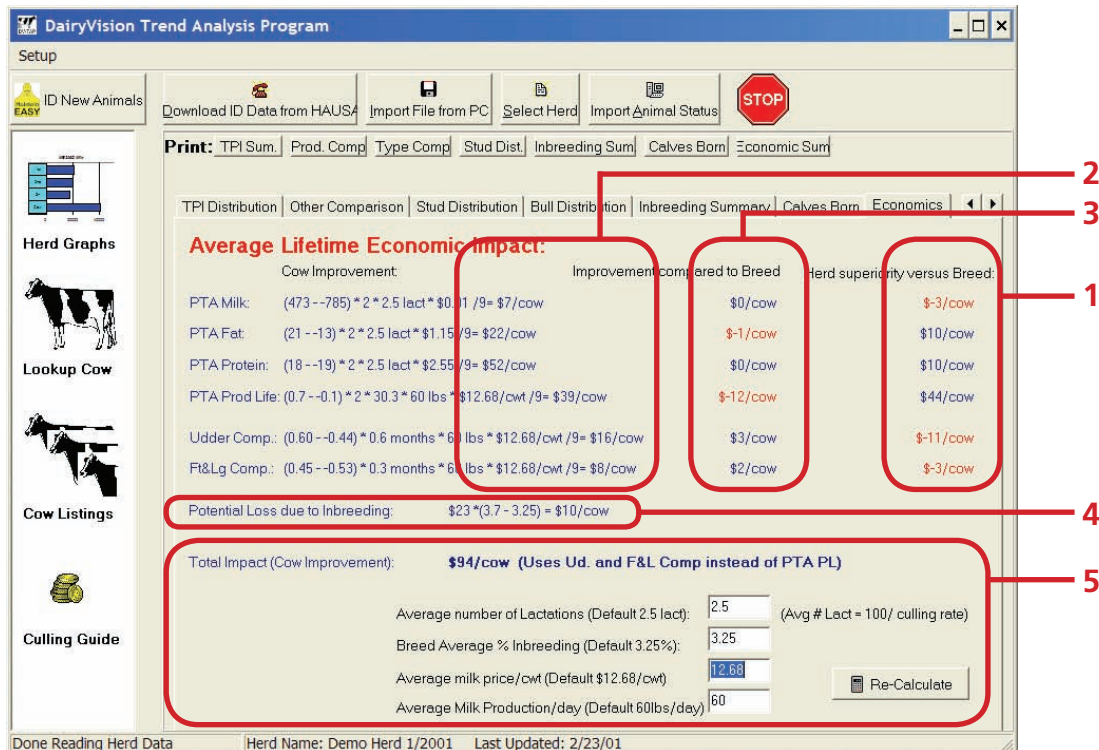 DairyVision Trend Analysis Program
Setup
EASY
ID New Animals
Download ID Data from HAUSA
Import File from PC
Select Herd
Import Animal Status
STOP
Print: TPI Sum. Prod. Comp Type Comp Stud Dist. Inbreeding Sum Calves Born Economic Sum
2
3
TPI Distribution Other Comparison Stud Distribution Bull Distribution Inbreeding Summary Calves Born Economics
Herd Graphs
Average Lifetime Economic Impact:
Cow Improvement: Improvement compared to Breed Herd superiority versus Breed:
PTA Milk: (473 --785) * 2 * 2.5 lact * $0.01 /9= $7/cow $0/cow $-3/cow
1
PTA Fat: (21 --13) * 2 * 2.5 lact * $1.15 /9= $22/cow $-1/cow $10/cow
PTA Protein: (18 --19) * 2 * 2.5 lact * $2.55 /9= $52/cow $0/cow $10/cow
Lookup Cow
PTA Prod Life: (0.7 --0.1) * 2 * 30.3 * 60 lbs * $12.68/cwt /9= $39/cow $-12/cow $44/cow
Udder Comp.: (0.60 --0.44) * 0.6 months * 60 lbs * $12.68/cwt /9= $16/cow $3/cow $-11/cow
Ft&Lg Comp.: (0.45 --0.53) * 0.3 months * 60 lbs * $12.68/cwt /9= $8/cow $2/cow $-3/cow
Cow Listings
Potential Loss due to Inbreeding: $23 *(3.7 - 3.25) = $10/cow
4
Total Impact (Cow Improvement): $94/cow (Uses Ud. and F&L Comp instead of PTA PL)
5
Average number of Lactations (Default 2.5 lact): 2.5 (Avg # Lact = 100/ culling rate)
Culling Guide
Breed Average % Inbreeding (Default 3.25%): 3.25
Average milk price/cwt (Default $12.68/cwt) 12.68
Re-Calculate
Average Milk Production/day (Default 60lbs/day) 60
Done Reading Herd Data Herd Name: Demo Herd 1/2001 Last Updated: 2/23/01